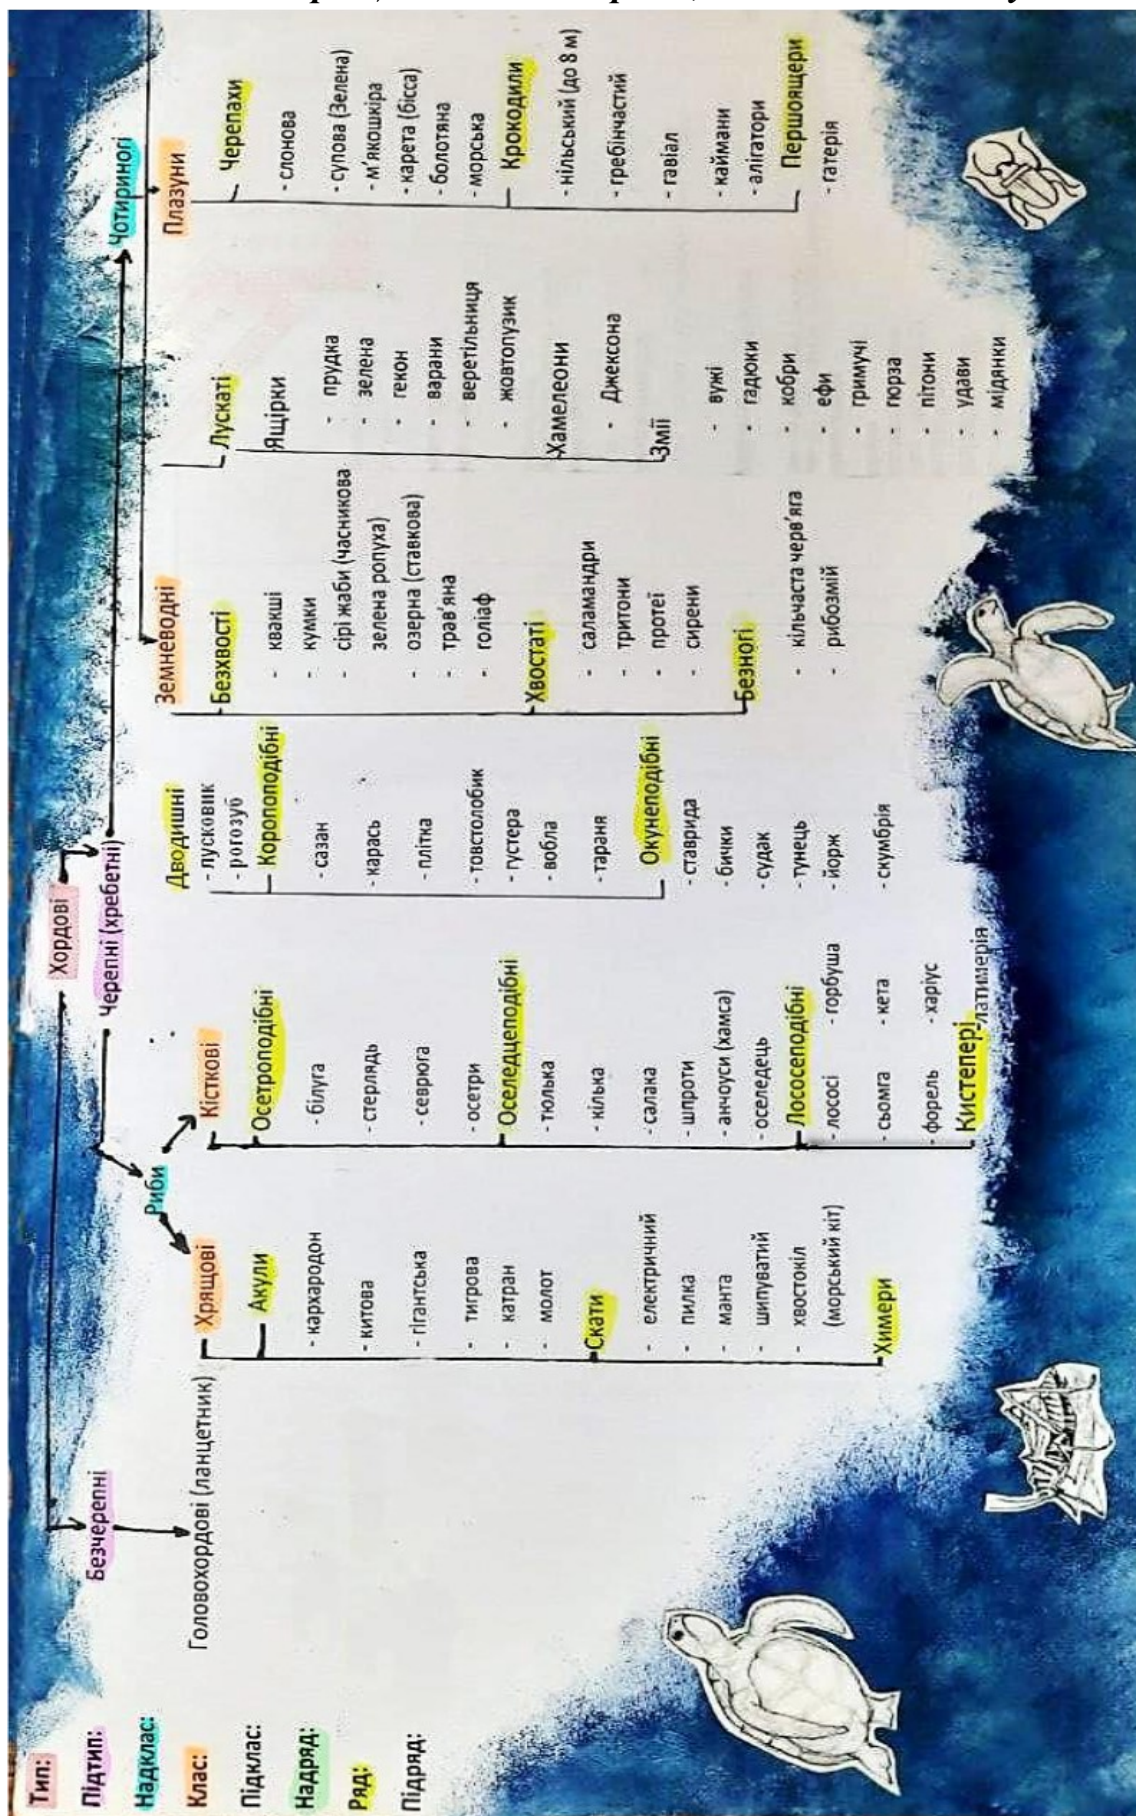 Тип:
Підтип:
Надклас:
Клас:
Підклас:
Надряд:
Ряд:
Підряд:
Хордові
Безчерепні
Черепні (хребетні)
Головохордові (ланцетник)
Риби
Чотириногі
Хрящові
Акули
- кархародон
- китова
- гігантська
- тигрова
- катран
- молот
Скати
- електричний
- пилка
- манта
- шипуватий
- хвостокіл
(морський кіт)
Химери
Кісткові
Осетроподібні
- білуга
- стерлядь
- севрюга
- осетри
Оселедцеподібні
- тюлька
- кілька
- салака
- шпроти
- анчоуси (хамса)
- оселедець
Лососеподібні
- лососі - горбуша
- сьомга - кета
- форель - харіус
Кистепері
-латимерія
Дводишні
- лусковик
- рогозуб
Коропоподібні
- сазан
- карась
- плітка
- товстолобик
- густера
- вобла
- тараня
Окунеподібні
- ставрида
- бички
- судак
- тунець
- йорж
- скумбрія
Земневодні
Безхвості
- квакші
- кумки
- сірі жаби (часникова
зелена ропуха)
- озерна (ставкова)
- трав'яна
- голіаф
Хвостаті
- саламандри
- тритони
- протеї
- сирени
Безногі
- кільчаста черв'яга
- рибозмій
Плазуни
Лускаті
Ящірки
- прудка
- зелена
- гекон
- варани
- веретільниця
- жовтопузик
Хамелеони
- Джексона
Змії
- вужі
- гадюки
- кобри
- ефи
- гримучі
- гюрза
- пітони
- удави
- мідянки
Черепахи
- слонова
- супова (Зелена)
- м'якошкіра
- карета (бісса)
- болотяна
- морська
Крокодили
- нільський (до 8 м)
- гребінчастий
- гавіал
- каймани
- алігатори
Першоящери
- гатерія